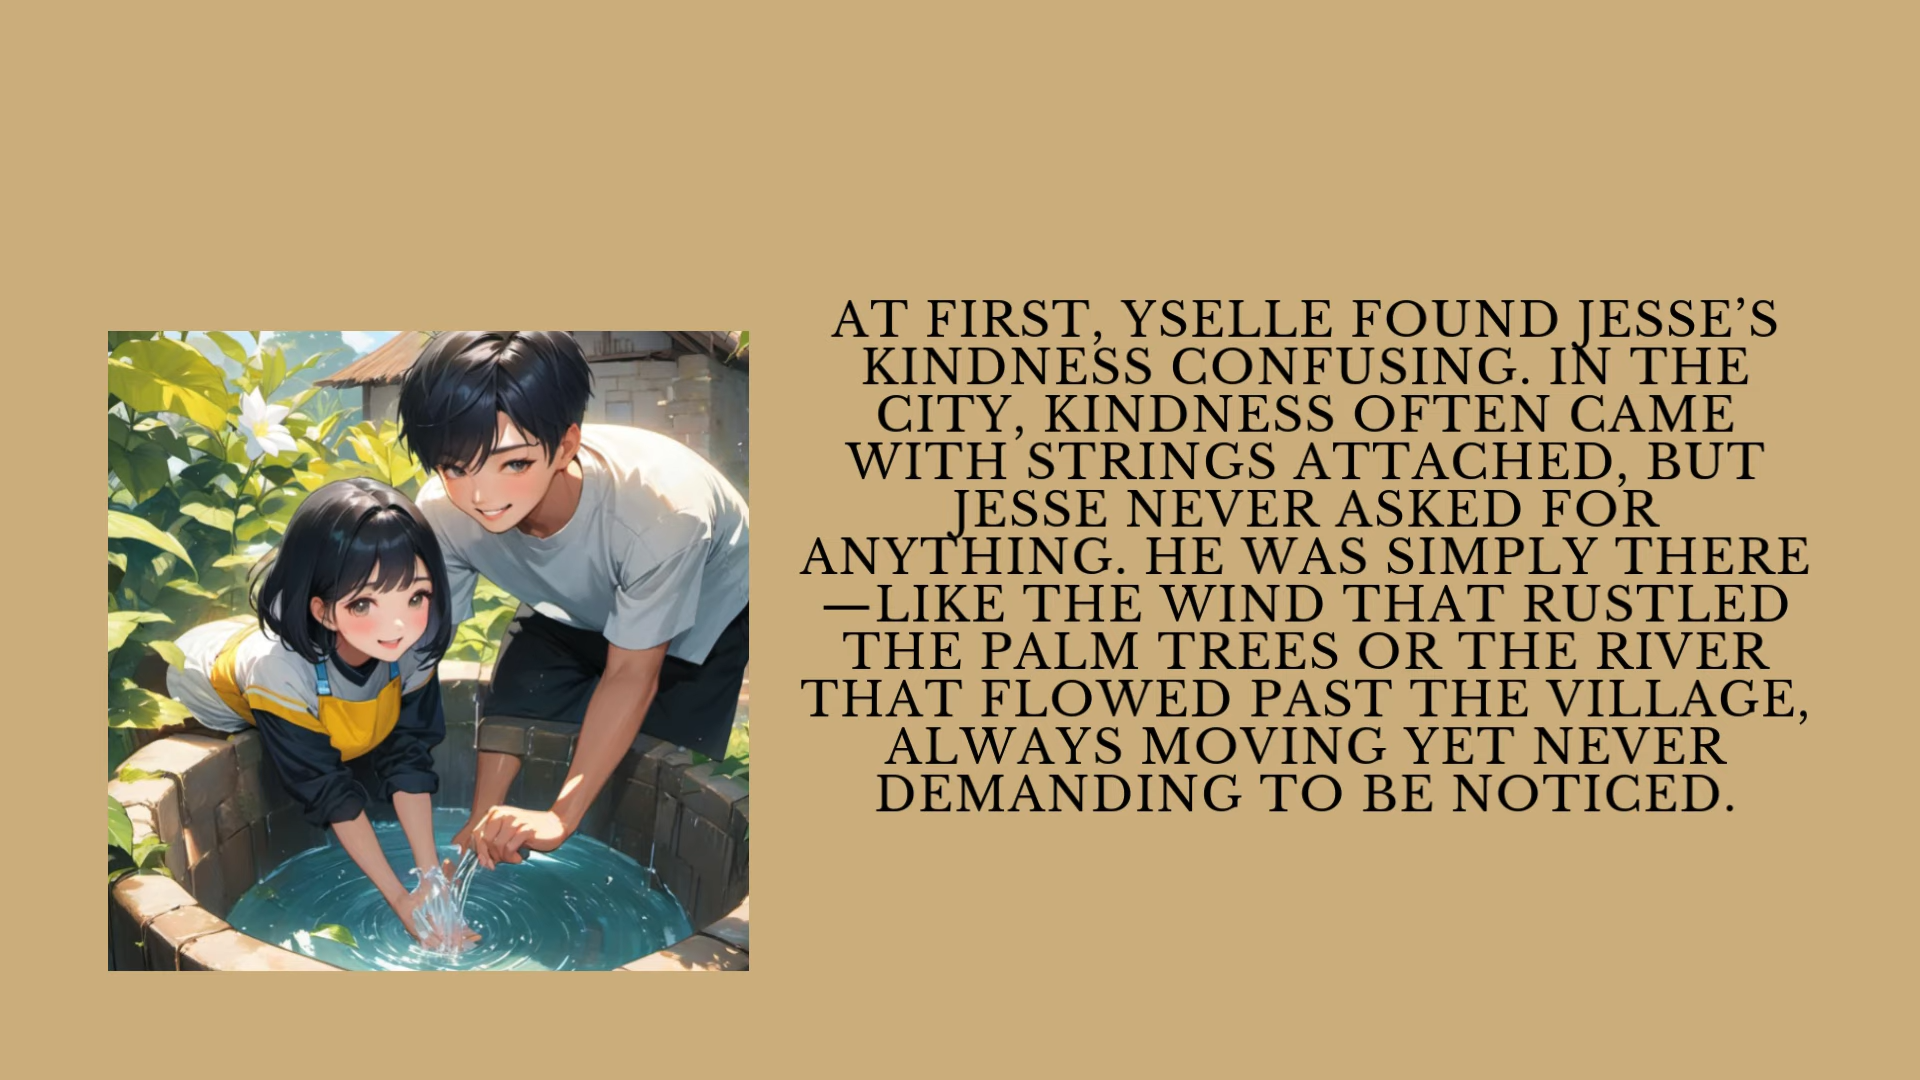 AT FIRST, YSELLE FOUND JESSE’S
KINDNESS CONFUSING. IN THE
CITY, KINDNESS OFTEN CAME
WITH STRINGS ATTACHED, BUT
JESSE NEVER ASKED FOR
ANYTHING. HE WAS SIMPLY THERE
—LIKE THE WIND THAT RUSTLED
THE PALM TREES OR THE RIVER
THAT FLOWED PAST THE VILLAGE,
ALWAYS MOVING YET NEVER
DEMANDING TO BE NOTICED.